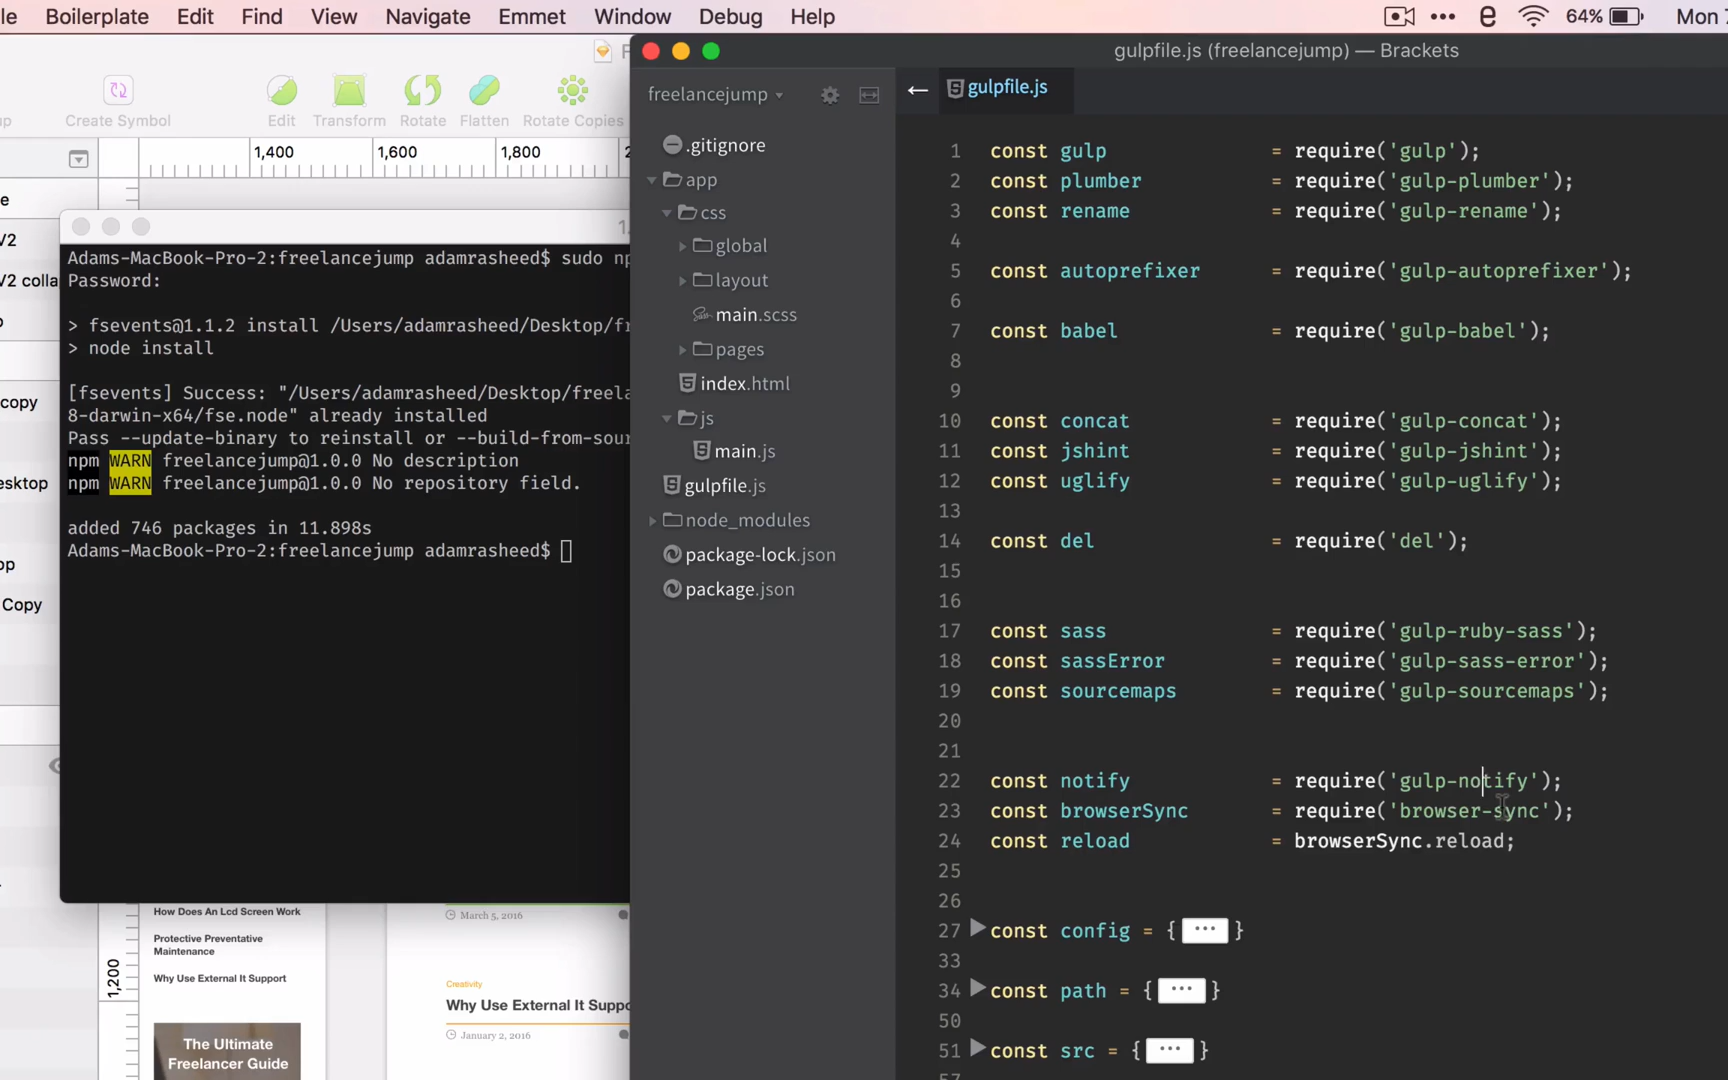 Boilerplate Edit Find View Navigate Emmet Window Debug Help 64% Mon
gulpfile.js (freelancejump) — Brackets
Create Symbol Edit Transform Rotate Flatten Rotate Copies
1,400 1,600 1,800
V2
V2 colla
copy
esktop
op
Copy
Adams-MacBook-Pro-2:freelancejump adamrasheed$ sudo np
Password:
> fsevents@1.1.2 install /Users/adamrasheed/Desktop/fr
> node install
[fsevents] Success: "/Users/adamrasheed/Desktop/freela
8-darwin-x64/fse.node" already installed
Pass --update-binary to reinstall or --build-from-sour
npm WARN freelancejump@1.0.0 No description
npm WARN freelancejump@1.0.0 No repository field.
added 746 packages in 11.898s
Adams-MacBook-Pro-2:freelancejump adamrasheed$
1,200
How Does An Lcd Screen Work
Protective Preventative
Maintenance
Why Use External It Support
The Ultimate
Freelancer Guide
March 5, 2016
Creativity
Why Use External It Suppo
January 2, 2016
freelancejump
.gitignore
app
css
global
layout
main.scss
pages
index.html
js
main.js
gulpfile.js
node_modules
package-lock.json
package.json
gulpfile.js
1 const gulp = require('gulp');
2 const plumber = require('gulp-plumber');
3 const rename = require('gulp-rename');
4
5 const autoprefixer = require('gulp-autoprefixer');
6
7 const babel = require('gulp-babel');
8
9
10 const concat = require('gulp-concat');
11 const jshint = require('gulp-jshint');
12 const uglify = require('gulp-uglify');
13
14 const del = require('del');
15
16
17 const sass = require('gulp-ruby-sass');
18 const sassError = require('gulp-sass-error');
19 const sourcemaps = require('gulp-sourcemaps');
20
21
22 const notify = require('gulp-notify');
23 const browserSync = require('browser-sync');
24 const reload = browserSync.reload;
25
26
27 const config = { ... }
33
34 const path = { ... }
50
51 const src = { ... }
57